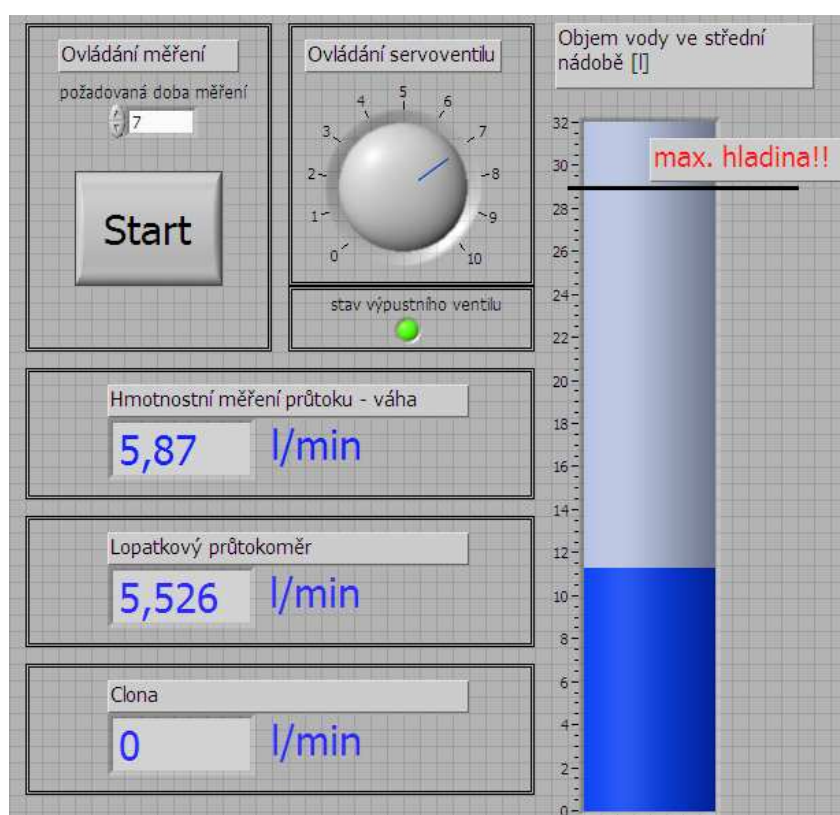 Ovládání měření
požadovaná doba měření
7
Start
Ovládání servoventilu
0
1
2
3
4
5
6
7
8
9
10
stav výpustního ventilu
Hmotnostní měření průtoku - váha
5,87 l/min
Lopatkový průtokoměr
5,526 l/min
Clona
0 l/min
Objem vody ve střední
nádobě [l]
32
max. hladina!!
30
28
26
24
22
20
18
16
14
12
10
8
6
4
2
0